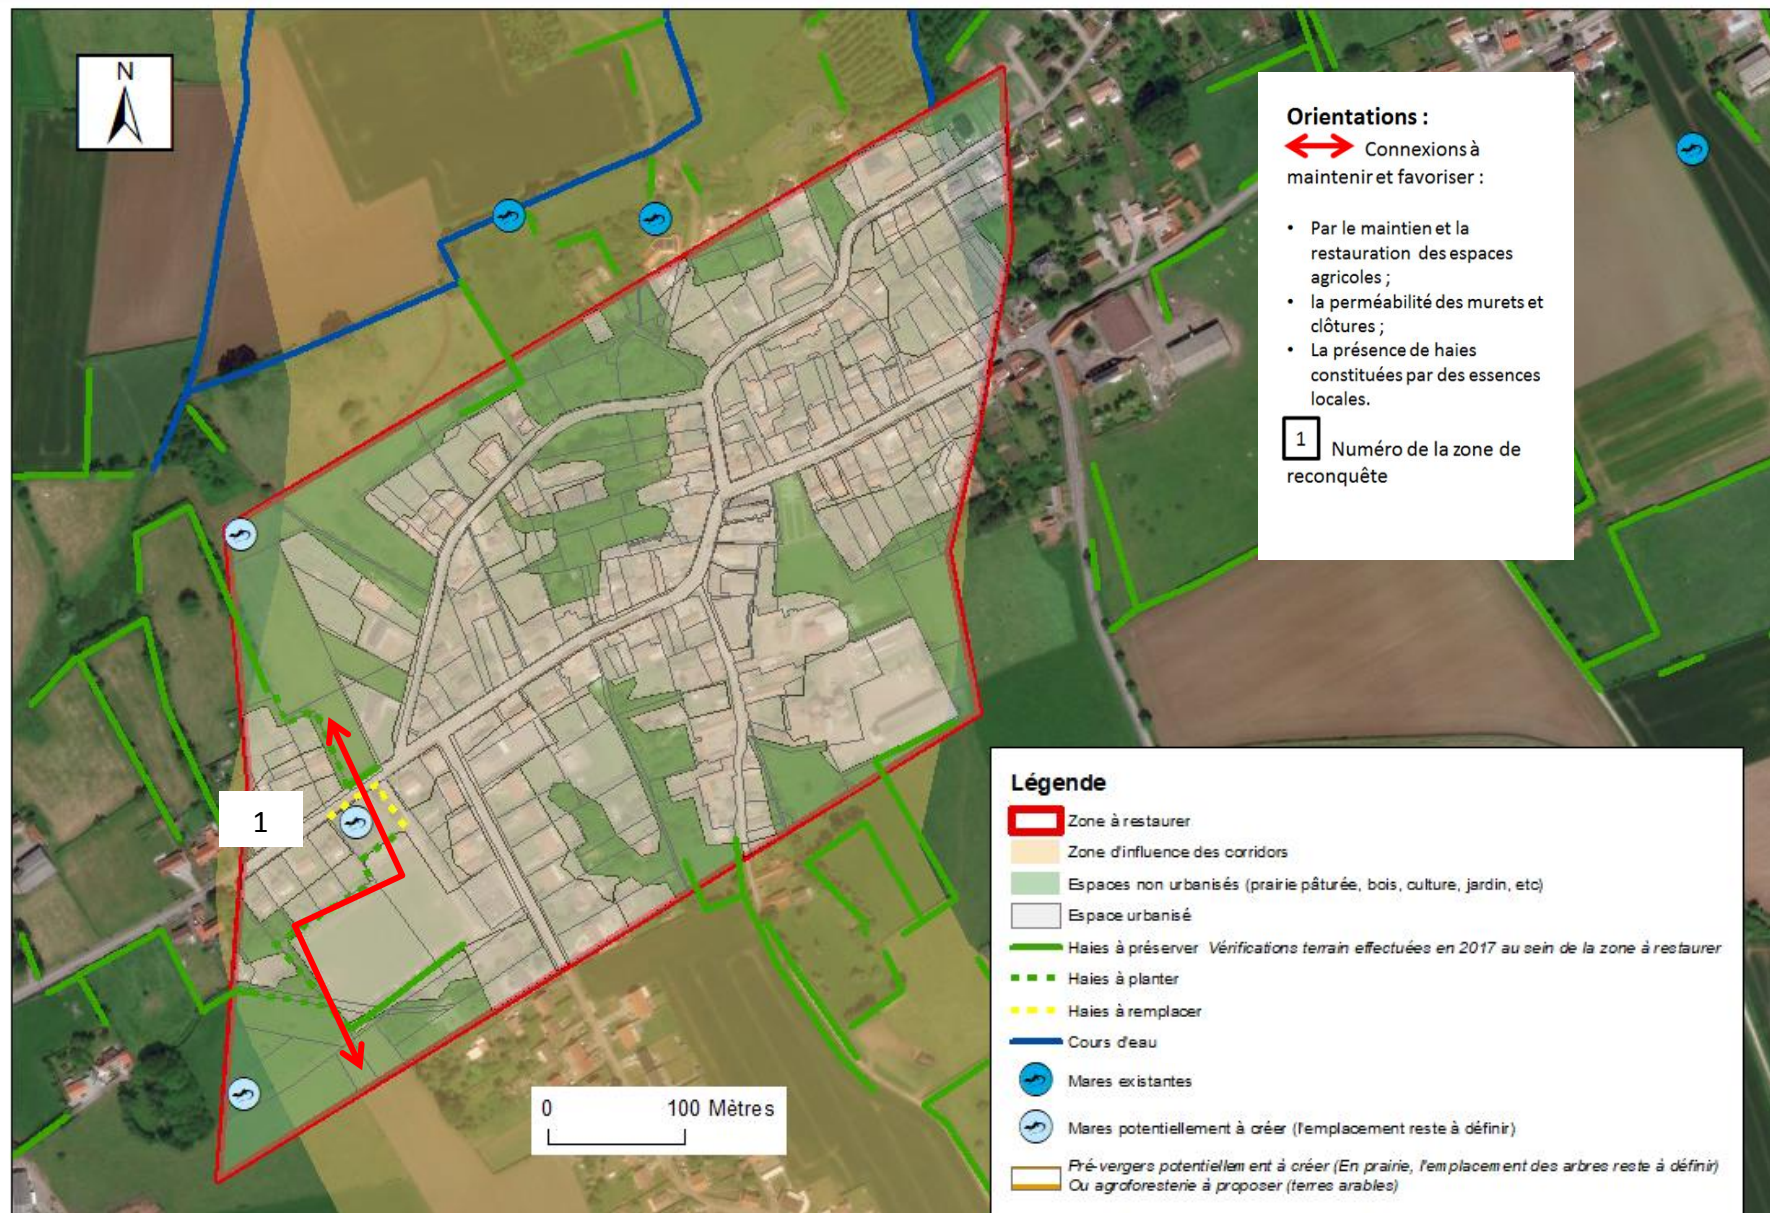 N
Orientations :
Connexions à
maintenir et favoriser :
• Par le maintien et la
restauration des espaces
agricoles ;
• la perméabilité des murets et
clôtures ;
• La présence de haies
constituées par des essences
locales.
1 Numéro de la zone de
reconquête
1
0 100 Mètres
Légende
Zone à restaurer
Zone d'influence des corridors
Espaces non urbanisés (prairie pâturée, bois, culture, jardin, etc)
Espace urbanisé
Haies à préserver Vérifications terrain effectuées en 2017 au sein de la zone à restaurer
Haies à planter
Haies à remplacer
Cours d'eau
Mares existantes
Mares potentiellement à créer (l'emplacement reste à définir)
Pré-vergers potentiellement à créer (En prairie, l'emplacement des arbres reste à définir)
Ou agroforesterie à proposer (terres arables)